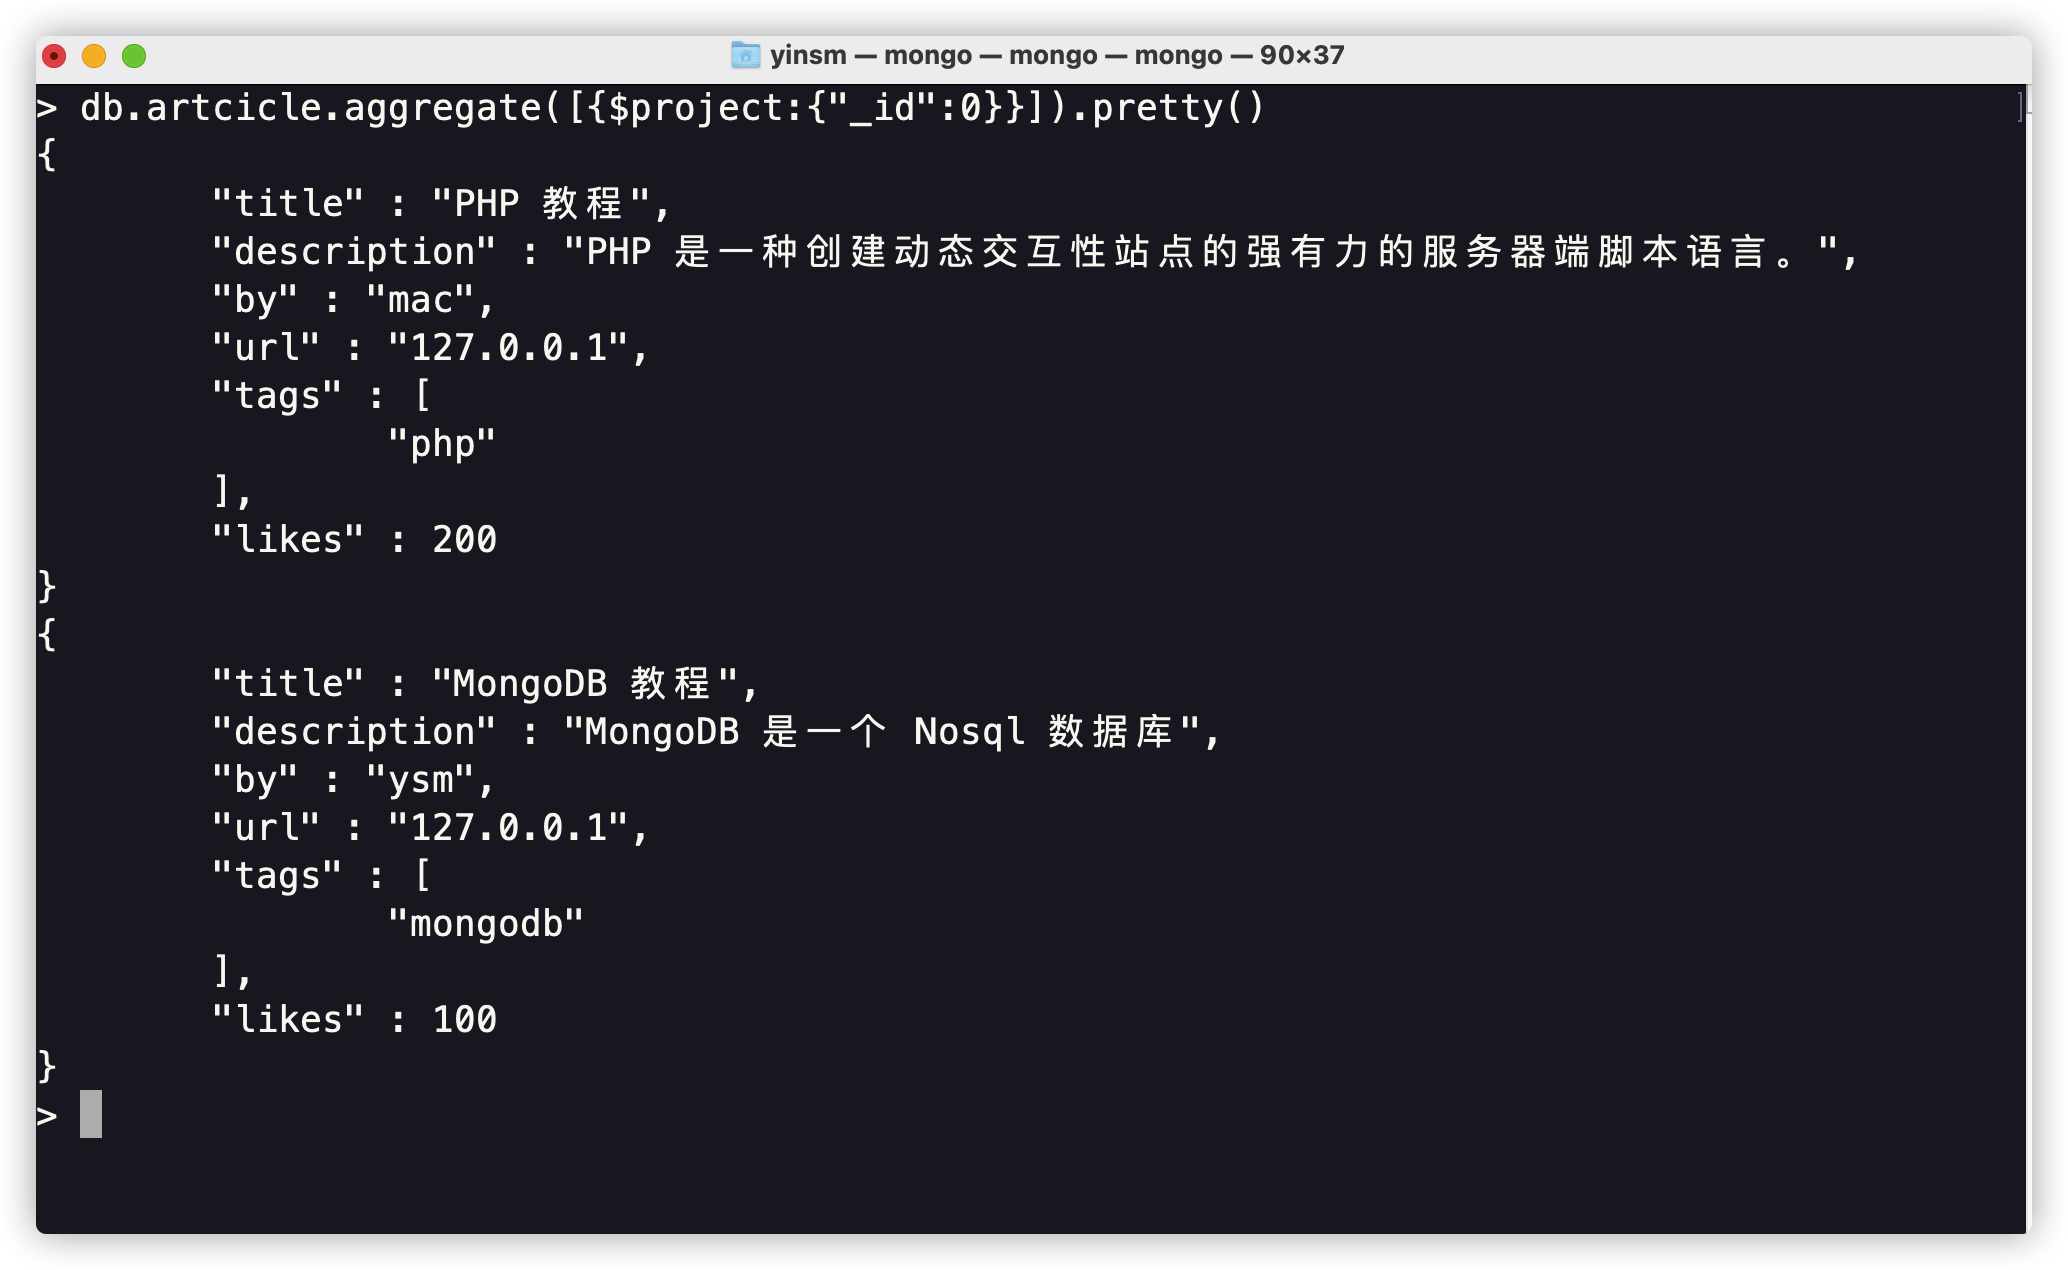 yinsm — mongo — mongo — mongo — 90×37
> db.artcicle.aggregate([{$project:{"_id":0}}]).pretty()
{
"title" : "PHP 教程",
"description" : "PHP 是一种创建动态交互性站点的强有力的服务器端脚本语言。",
"by" : "mac",
"url" : "127.0.0.1",
"tags" : [
"php"
],
"likes" : 200
}
{
"title" : "MongoDB 教程",
"description" : "MongoDB 是一个 Nosql 数据库",
"by" : "ysm",
"url" : "127.0.0.1",
"tags" : [
"mongodb"
],
"likes" : 100
}
>